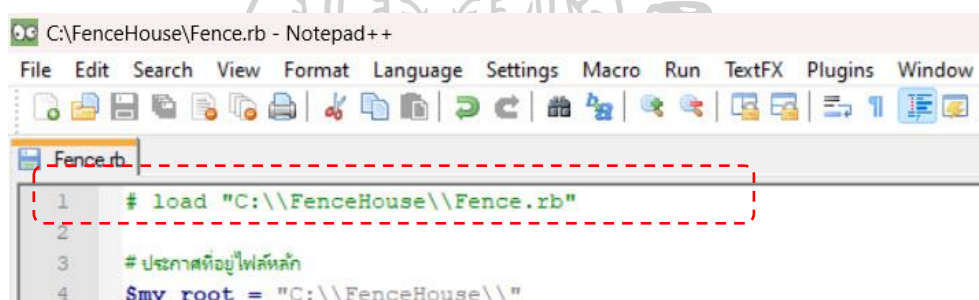 C:\FenceHouse\Fence.rb - Notepad++
File Edit Search View Format Language Settings Macro Run TextFX Plugins Window
Fence.rb
1 # load "C:\\FenceHouse\\Fence.rb"
2
3 # ประกาศที่อยู่ไฟล์หลัก
4 $my_root = "C:\\FenceHouse\\"